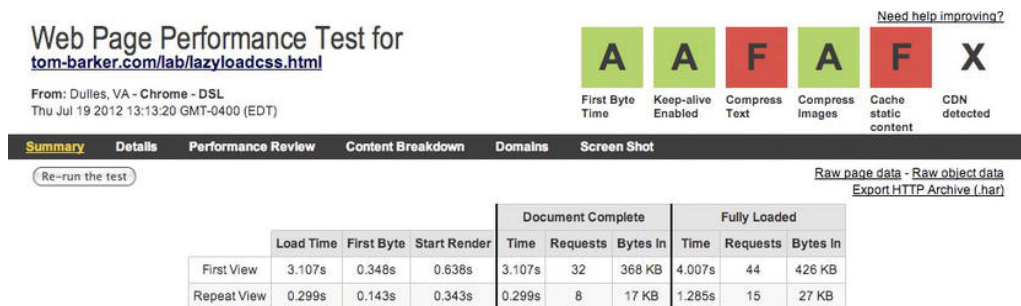 Need help improving?
Web Page Performance Test for
tom-barker.com/lab/lazyloadcss.html
From: Dulles, VA - Chrome - DSL
Thu Jul 19 2012 13:13:20 GMT-0400 (EDT)
A A F A F X
First Byte Time Keep-alive Enabled Compress Text Compress Images Cache static content CDN detected
Summary Details Performance Review Content Breakdown Domains Screen Shot
Re-run the test
Raw page data - Raw object data
Export HTTP Archive (.har)
Document Complete Fully Loaded
Load Time First Byte Start Render Time Requests Bytes In Time Requests Bytes In
First View 3.107s 0.348s 0.638s 3.107s 32 368 KB 4.007s 44 426 KB
Repeat View 0.299s 0.143s 0.343s 0.299s 8 17 KB 1.285s 15 27 KB